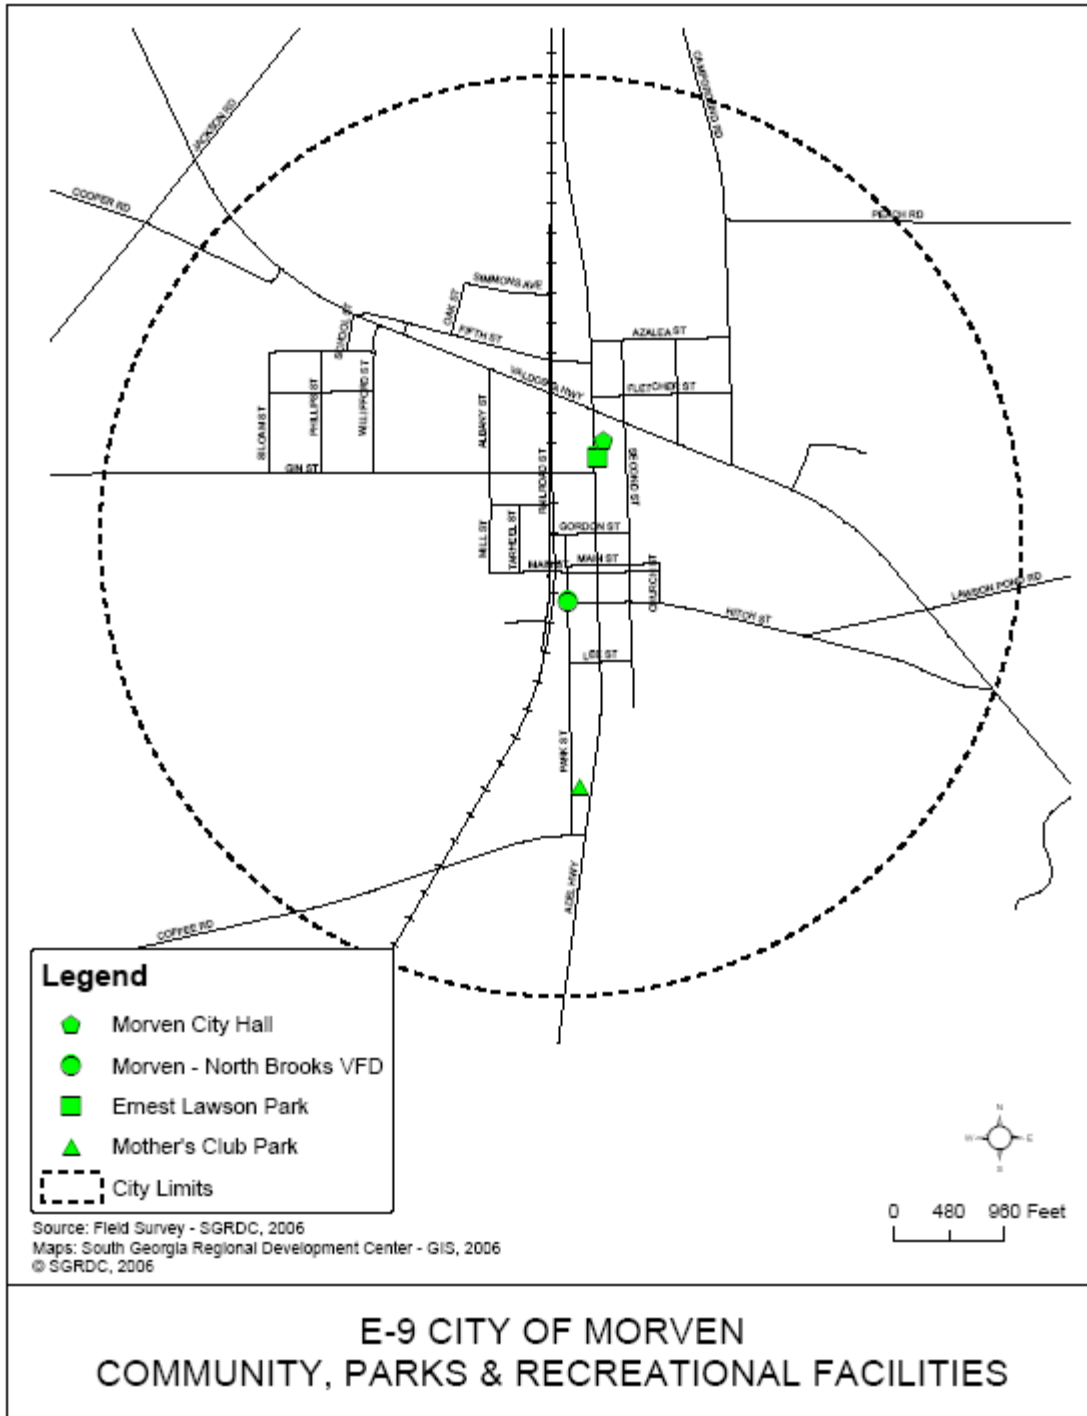 CAMPGROUND RD
JACKSON RD
COOPER RD
PEACH RD
SIMMONS AVE
OAK ST
SCHOOL ST
FIFTH ST
AZALEA ST
VALDOSTA HWY
FLETCHER ST
SILOAM ST
PHILLIPS ST
WILLIFORD ST
ALBANY ST
RAILROAD ST
SECOND ST
GIN ST
GORDON ST
MILL ST
TARHEEL ST
MAIN ST
MAIN ST
CHURCH ST
LAWSON POND RD
HITCH ST
LEE ST
PARK ST
ADEL HWY
COFFEE RD
Legend
Morven City Hall
Morven - North Brooks VFD
Ernest Lawson Park
Mother's Club Park
City Limits
N
W E
S
0 480 960 Feet
Source: Field Survey - SGRDC, 2006
Maps: South Georgia Regional Development Center - GIS, 2006
© SGRDC, 2006
E-9 CITY OF MORVEN
COMMUNITY, PARKS & RECREATIONAL FACILITIES